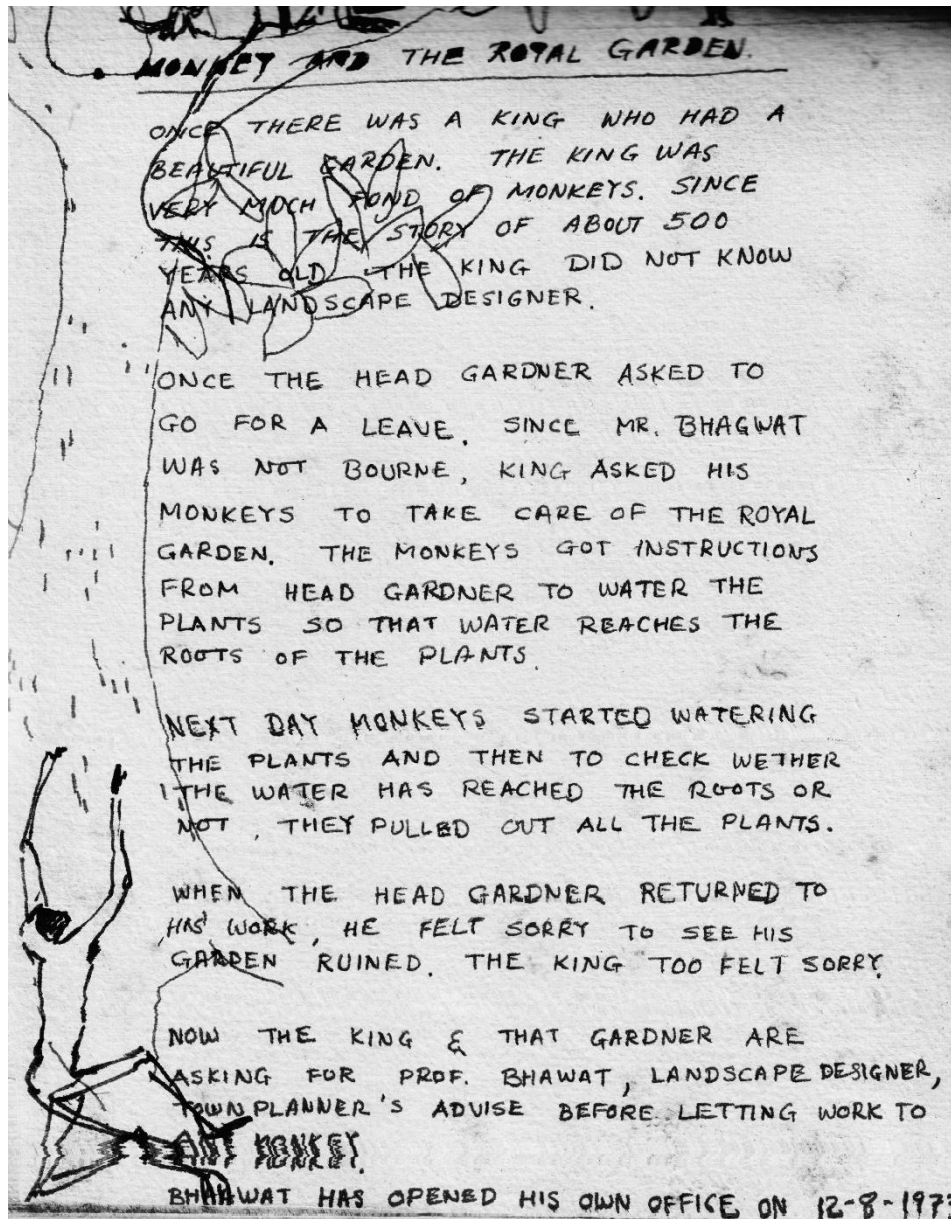 MONKEY AND THE ROYAL GARDEN.
ONCE THERE WAS A KING WHO HAD A
BEAUTIFUL GARDEN. THE KING WAS
VERY MUCH FOND OF MONKEYS. SINCE
THIS IS THE STORY OF ABOUT 500
YEARS OLD. THE KING DID NOT KNOW
ANY LANDSCAPE DESIGNER.
ONCE THE HEAD GARDNER ASKED TO
GO FOR A LEAVE. SINCE MR. BHAGWAT
WAS NOT BOURNE, KING ASKED HIS
MONKEYS TO TAKE CARE OF THE ROYAL
GARDEN. THE MONKEYS GOT INSTRUCTIONS
FROM HEAD GARDNER TO WATER THE
PLANTS SO THAT WATER REACHES THE
ROOTS OF THE PLANTS.
NEXT DAY MONKEYS STARTED WATERING
THE PLANTS AND THEN TO CHECK WETHER
THE WATER HAS REACHED THE ROOTS OR
NOT, THEY PULLED OUT ALL THE PLANTS.
WHEN THE HEAD GARDNER RETURNED TO
HIS WORK, HE FELT SORRY TO SEE HIS
GARDEN RUINED. THE KING TOO FELT SORRY.
NOW THE KING & THAT GARDNER ARE
ASKING FOR PROF. BHAWAT, LANDSCAPE DESIGNER,
TOWN PLANNER'S ADVISE BEFORE LETTING WORK TO
ANY MONKEY.
BHAWAT HAS OPENED HIS OWN OFFICE ON 12-8-197